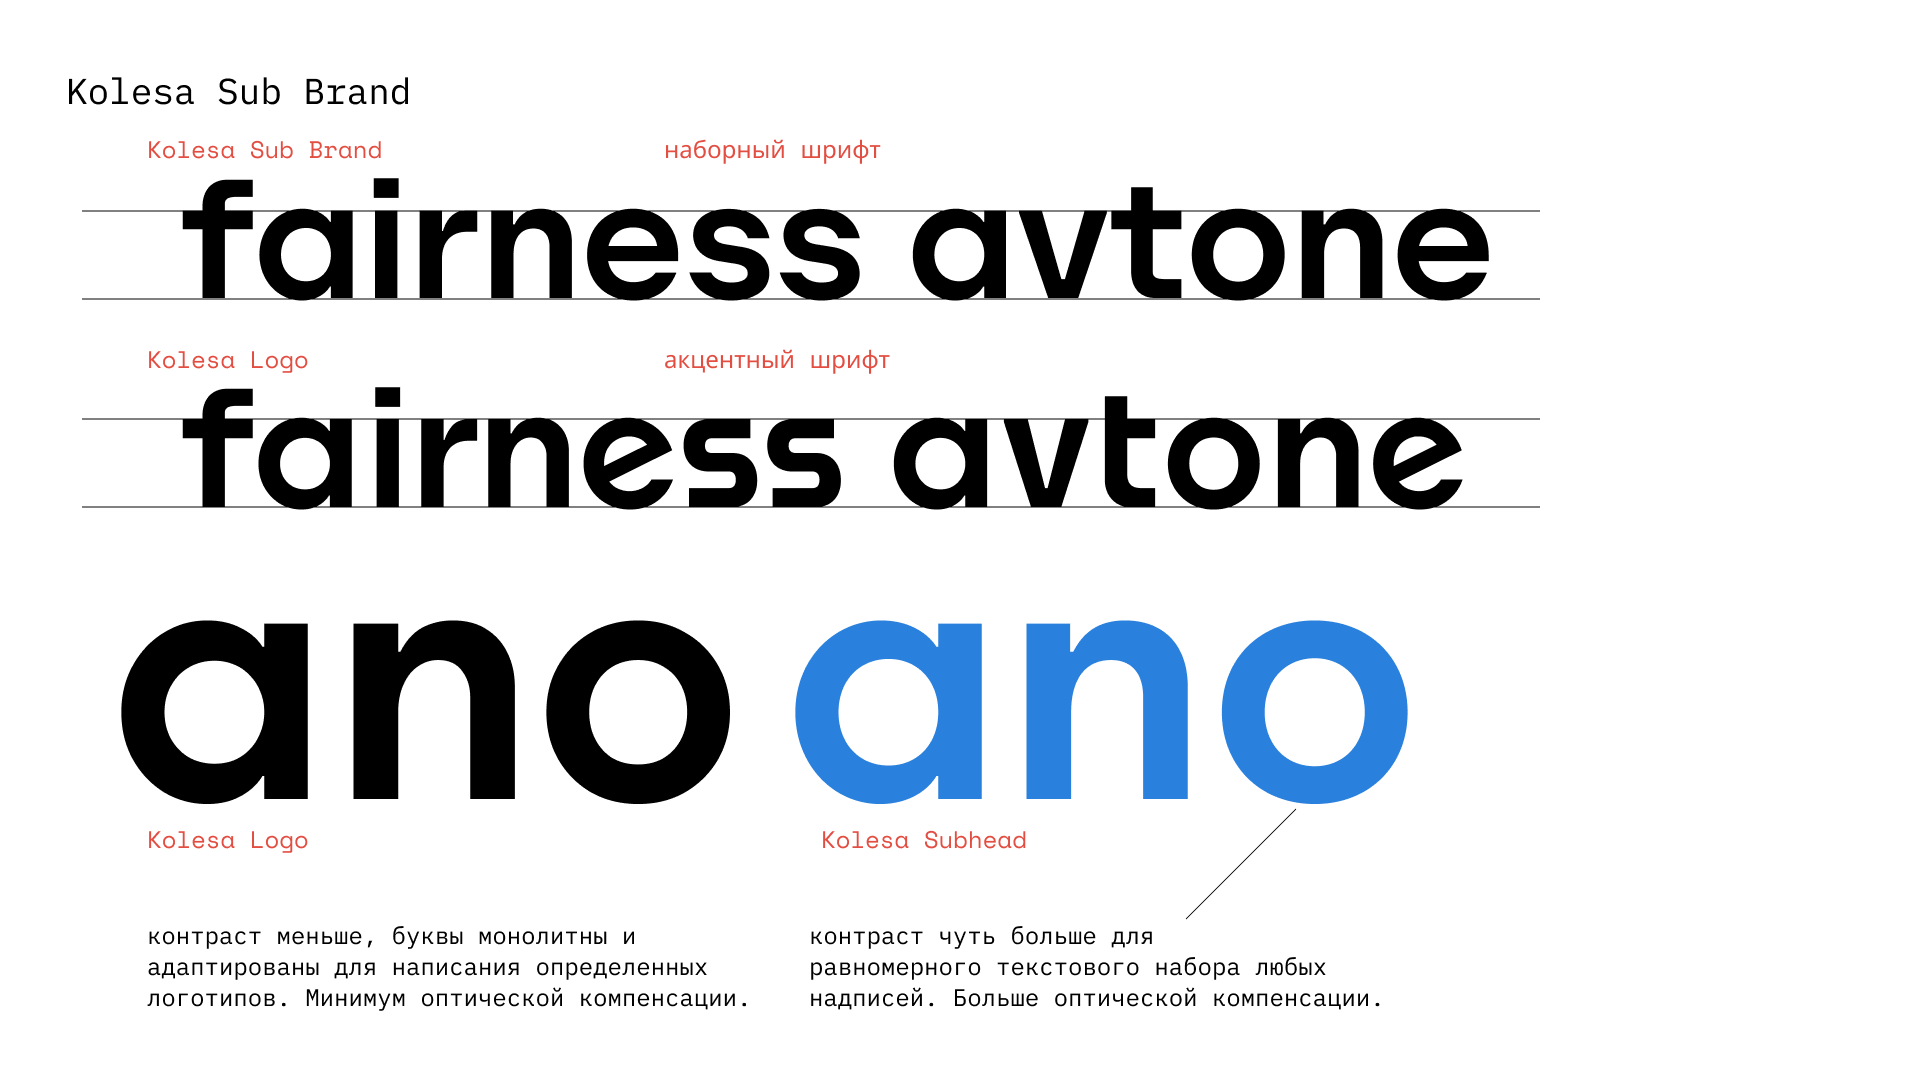 Kolesa Sub Brand
Kolesa Sub Brand
наборный шрифт
fairness avtone
Kolesa Logo
акцентный шрифт
fairness avtone
ano
ano
Kolesa Logo
Kolesa Subhead
контраст меньше, буквы монолитны и
адаптированы для написания определенных
логотипов. Минимум оптической компенсации.
контраст чуть больше для
равномерного текстового набора любых
надписей. Больше оптической компенсации.